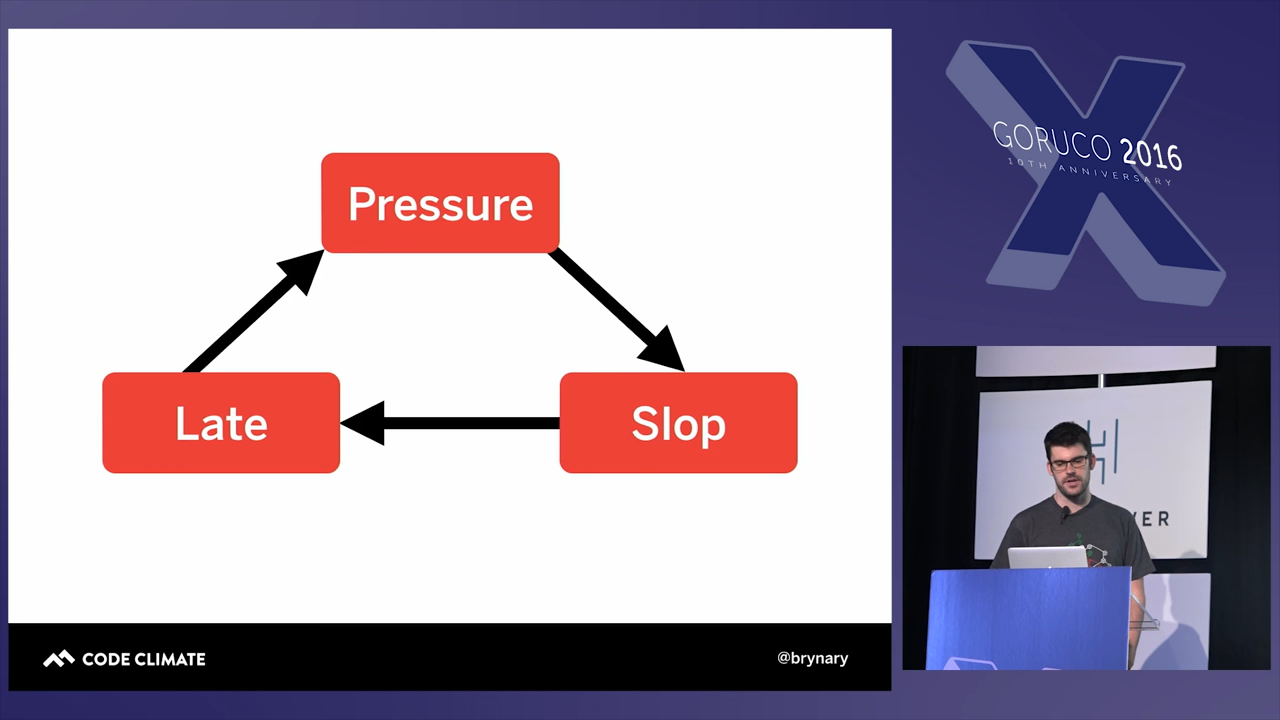 Pressure
Late
Slop
CODE CLIMATE
@brynary
GORUCO 2016
10TH ANNIVERSARY